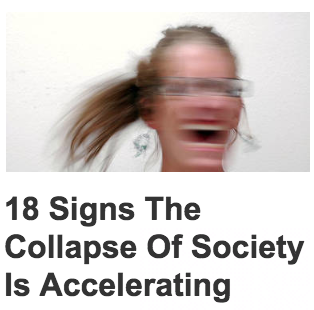 18 Signs The
Collapse Of Society
Is Accelerating